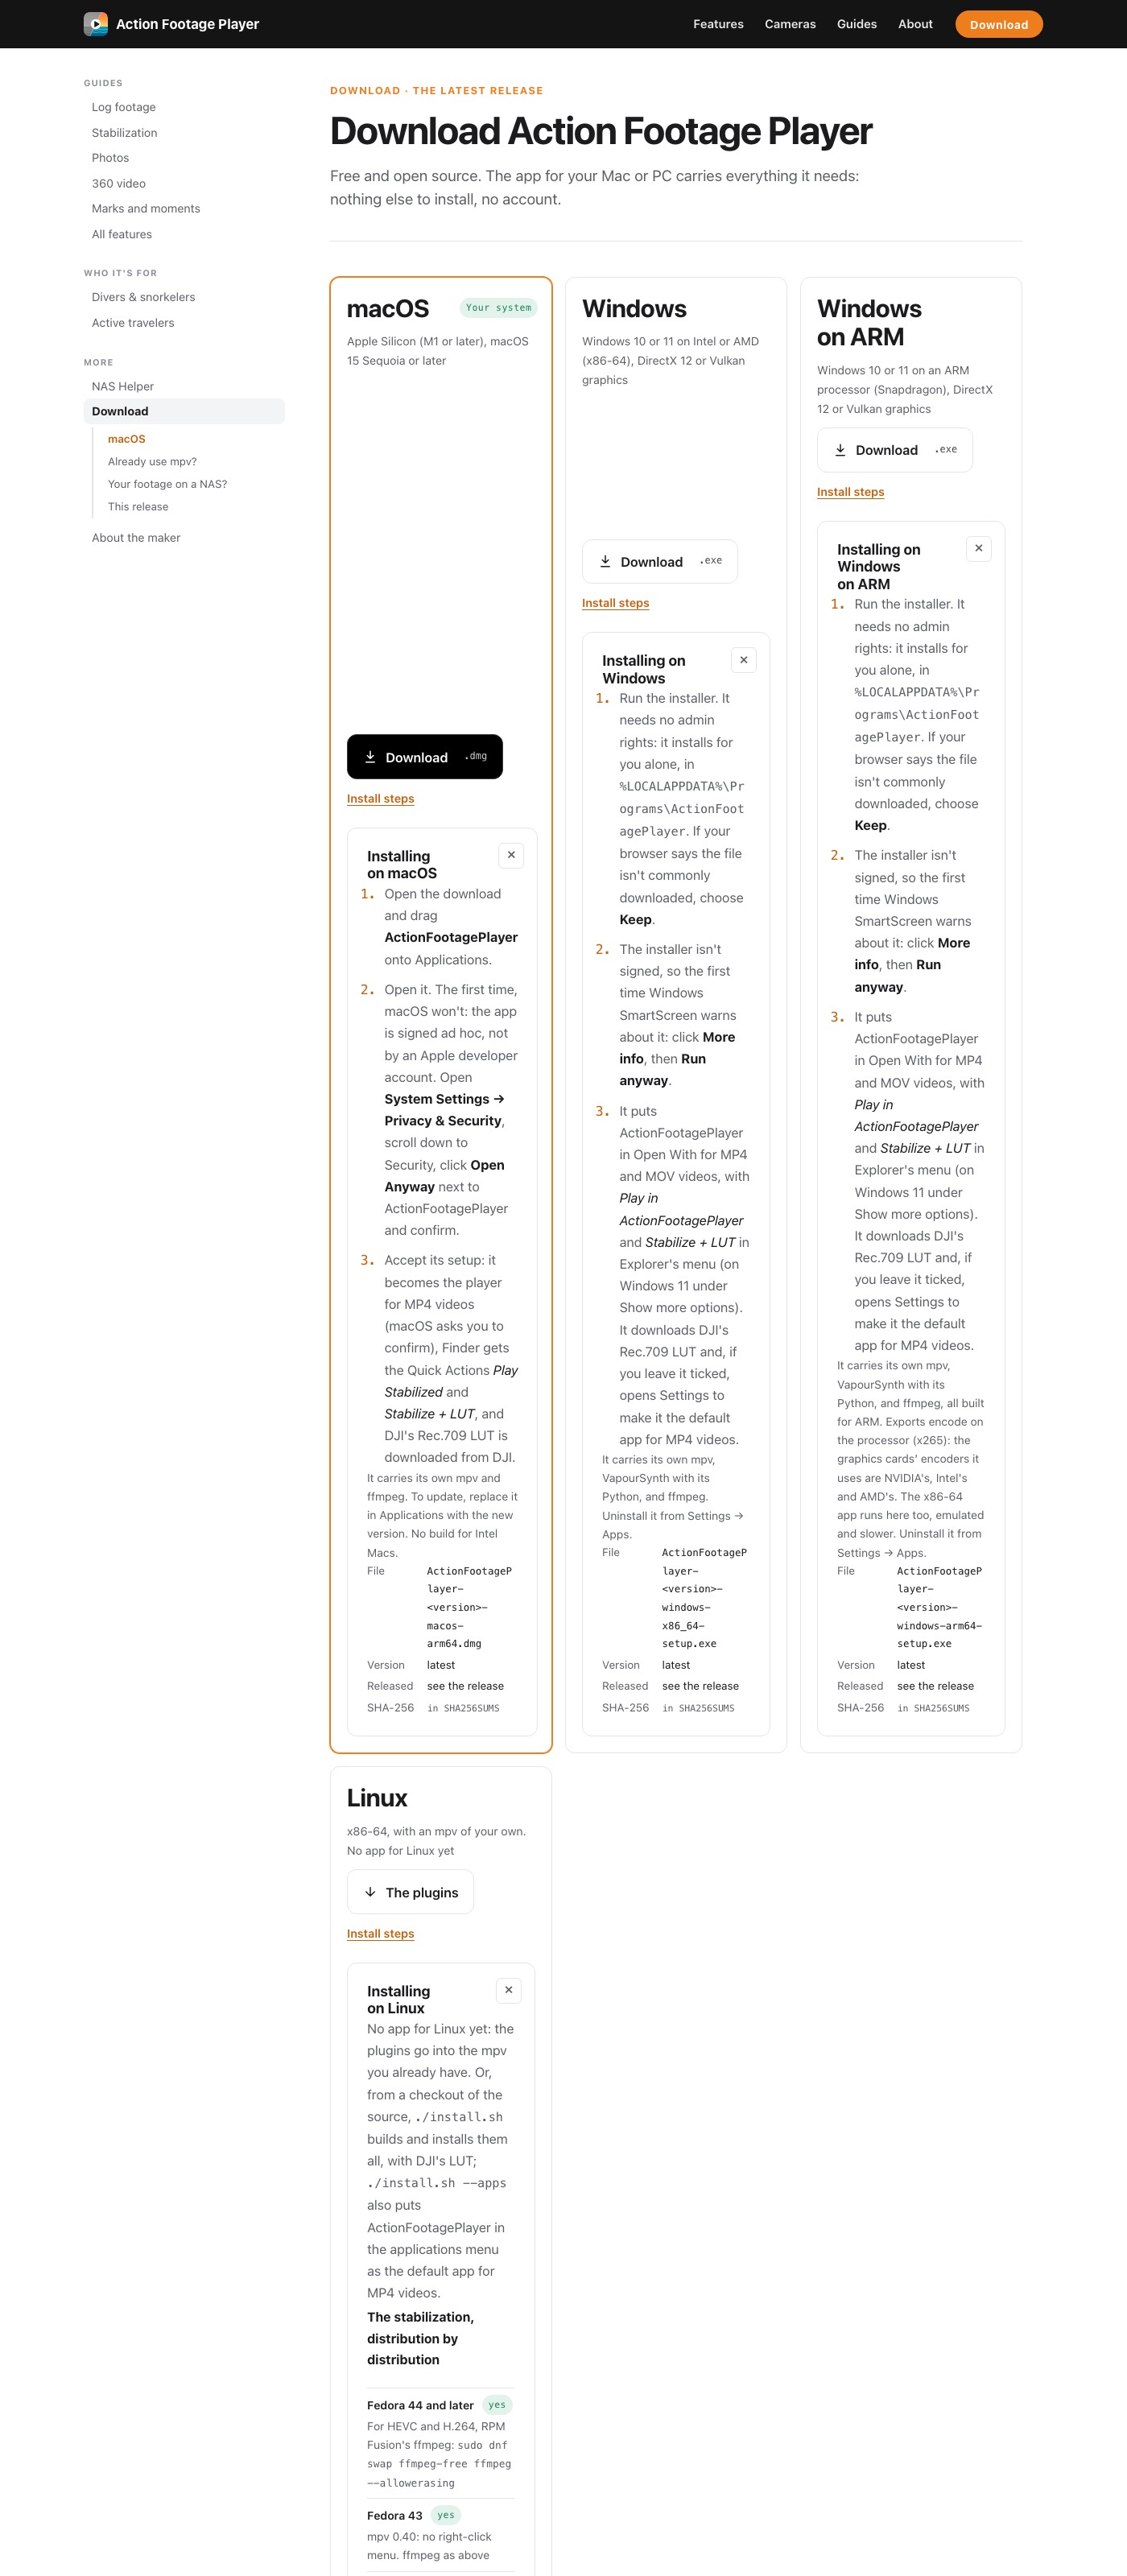 Action Footage Player
Features Cameras Guides About Download
GUIDES
Log footage
Stabilization
Photos
360 video
Marks and moments
All features
WHO IT'S FOR
Divers & snorkelers
Active travelers
MORE
NAS Helper
Download
macOS
Already use mpv?
Your footage on a NAS?
This release
About the maker
DOWNLOAD · THE LATEST RELEASE
Download Action Footage Player
Free and open source. The app for your Mac or PC carries everything it needs:
nothing else to install, no account.
macOS Your system
Apple Silicon (M1 or later), macOS
15 Sequoia or later
Download .dmg
Install steps
Installing
on macOS
×
1. Open the download
and drag
ActionFootagePlayer
onto Applications.
2. Open it. The first time,
macOS won't: the app
is signed ad hoc, not
by an Apple developer
account. Open
System Settings →
Privacy & Security,
scroll down to
Security, click Open
Anyway next to
ActionFootagePlayer
and confirm.
3. Accept its setup: it
becomes the player
for MP4 videos
(macOS asks you to
confirm), Finder gets
the Quick Actions Play
Stabilized and
Stabilize + LUT, and
DJI's Rec.709 LUT is
downloaded from DJI.
It carries its own mpv and
ffmpeg. To update, replace it
in Applications with the new
version. No build for Intel
Macs.
File ActionFootageP
layer-
<version>-
macos-
arm64.dmg
Version latest
Released see the release
SHA-256 in SHA256SUMS
Windows
Windows 10 or 11 on Intel or AMD
(x86-64), DirectX 12 or Vulkan
graphics
Download .exe
Install steps
Installing on
Windows
×
1. Run the installer. It
needs no admin
rights: it installs for
you alone, in
%LOCALAPPDATA%\Pr
ograms\ActionFoot
agePlayer. If your
browser says the file
isn't commonly
downloaded, choose
Keep.
2. The installer isn't
signed, so the first
time Windows
SmartScreen warns
about it: click More
info, then Run
anyway.
3. It puts
ActionFootagePlayer
in Open With for MP4
and MOV videos, with
Play in
ActionFootagePlayer
and Stabilize + LUT in
Explorer's menu (on
Windows 11 under
Show more options).
It downloads DJI's
Rec.709 LUT and, if
you leave it ticked,
opens Settings to
make it the default
app for MP4 videos.
It carries its own mpv,
VapourSynth with its
Python, and ffmpeg.
Uninstall it from Settings →
Apps.
File ActionFootageP
layer-
<version>-
windows-
x86_64-
setup.exe
Version latest
Released see the release
SHA-256 in SHA256SUMS
Windows
on ARM
Windows 10 or 11 on an ARM
processor (Snapdragon), DirectX
12 or Vulkan graphics
Download .exe
Install steps
Installing on
Windows
on ARM
×
1. Run the installer. It
needs no admin
rights: it installs for
you alone, in
%LOCALAPPDATA%\Pr
ograms\ActionFoot
agePlayer. If your
browser says the file
isn't commonly
downloaded, choose
Keep.
2. The installer isn't
signed, so the first
time Windows
SmartScreen warns
about it: click More
info, then Run
anyway.
3. It puts
ActionFootagePlayer
in Open With for MP4
and MOV videos, with
Play in
ActionFootagePlayer
and Stabilize + LUT in
Explorer's menu (on
Windows 11 under
Show more options).
It downloads DJI's
Rec.709 LUT and, if
you leave it ticked,
opens Settings to
make it the default
app for MP4 videos.
It carries its own mpv,
VapourSynth with its
Python, and ffmpeg, all built
for ARM. Exports encode on
the processor (x265): the
graphics cards' encoders it
uses are NVIDIA's, Intel's
and AMD's. The x86-64
app runs here too, emulated
and slower. Uninstall it from
Settings → Apps.
File ActionFootageP
layer-
<version>-
windows-arm64-
setup.exe
Version latest
Released see the release
SHA-256 in SHA256SUMS
Linux
x86-64, with an mpv of your own.
No app for Linux yet
The plugins
Install steps
Installing
on Linux
×
No app for Linux yet: the
plugins go into the mpv
you already have. Or,
from a checkout of the
source, ./install.sh
builds and installs them
all, with DJI's LUT;
./install.sh --apps
also puts
ActionFootagePlayer in
the applications menu
as the default app for
MP4 videos.
The stabilization,
distribution by
distribution
Fedora 44 and later yes
For HEVC and H.264, RPM
Fusion's ffmpeg: sudo dnf
swap ffmpeg-free ffmpeg
--allowerasing
Fedora 43 yes
mpv 0.40: no right-click
menu. ffmpeg as above